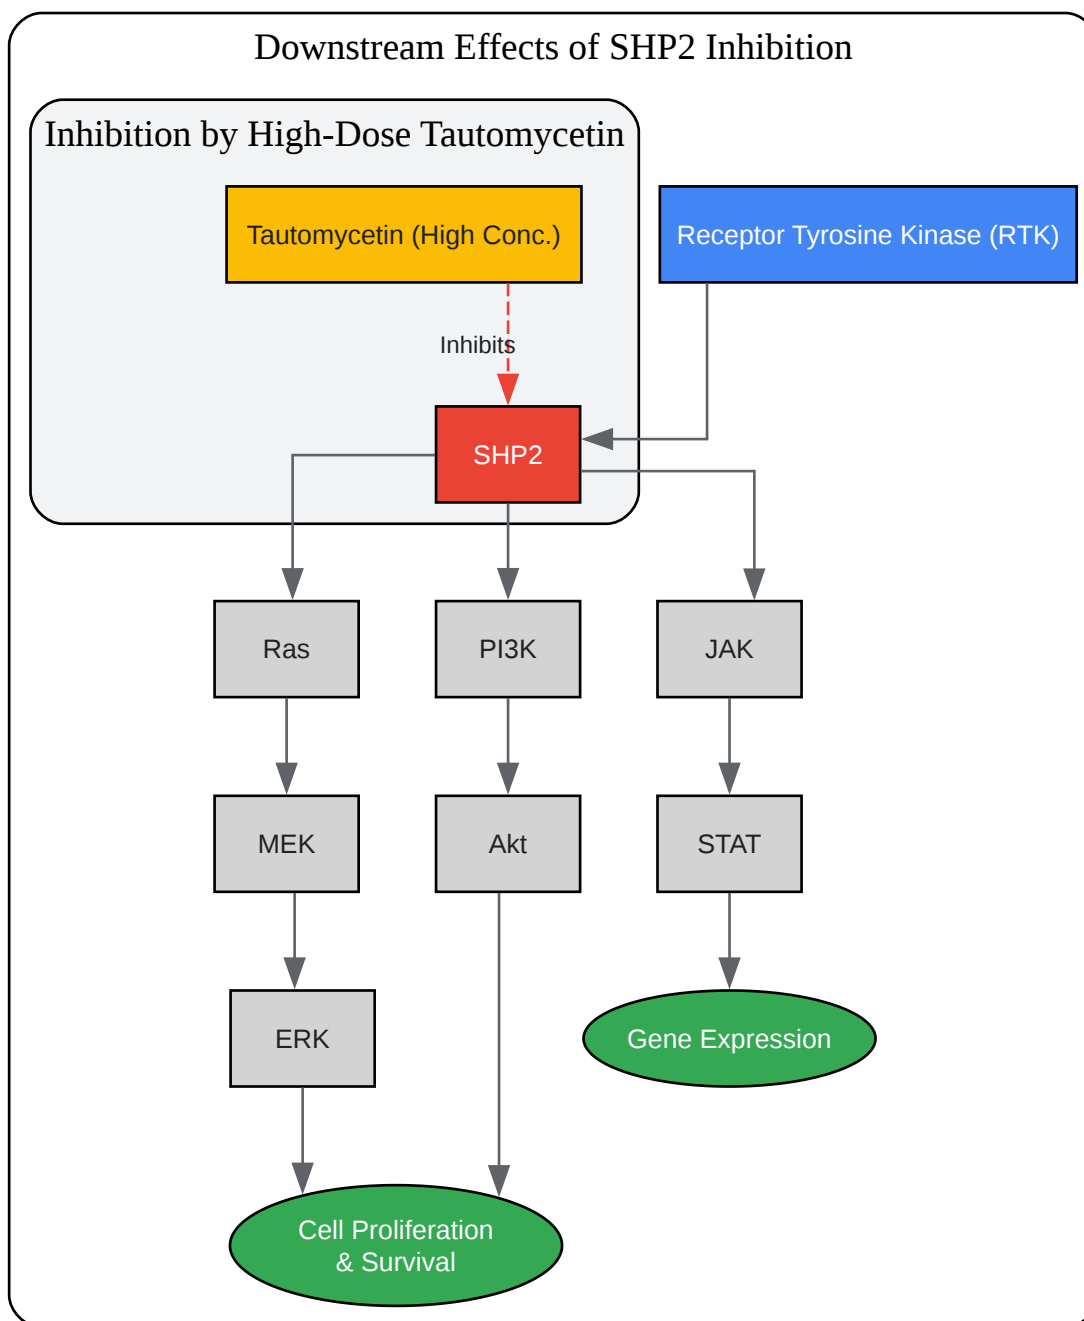 Downstream Effects of SHP2 Inhibition
Inhibition by High-Dose Tautomycetin
Tautomycetin (High Conc.)
Receptor Tyrosine Kinase (RTK)
Inhibits
SHP2
Ras
PI3K
JAK
MEK
Akt
STAT
ERK
Gene Expression
Cell Proliferation
& Survival